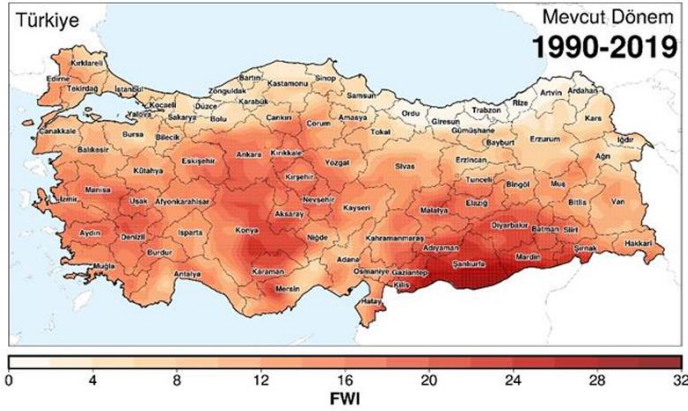 Türkiye
Mevcut Dönem
1990-2019
Kırklareli
Edirne
Tekirdağ
İstanbul
Kocaeli
Yalova
Sakarya
Düzce
Zonguldak
Bartın
Karabük
Kastamonu
Sinop
Samsun
Bolu
Çankırı
Çorum
Amasya
Tokat
Ordu
Giresun
Trabzon
Rize
Artvin
Ardahan
Gümüşhane
Bayburt
Erzurum
Kars
Iğdır
Çanakkale
Balıkesir
Bursa
Bilecik
Kütahya
Eskişehir
Ankara
Kırıkkale
Yozgat
Sivas
Erzincan
Ağrı
Kırşehir
Tunceli
Bingöl
Muş
Manisa
İzmir
Uşak
Afyonkarahisar
Nevşehir
Aksaray
Kayseri
Malatya
Elazığ
Bitlis
Van
Aydın
Denizli
Isparta
Konya
Niğde
Kahramanmaraş
Diyarbakır
Batman
Siirt
Burdur
Adıyaman
Şırnak
Hakkari
Muğla
Antalya
Karaman
Mersin
Adana
Osmaniye
Gaziantep
Şanlıurfa
Mardin
Kilis
Hatay
0 4 8 12 16 20 24 28 32
FWI